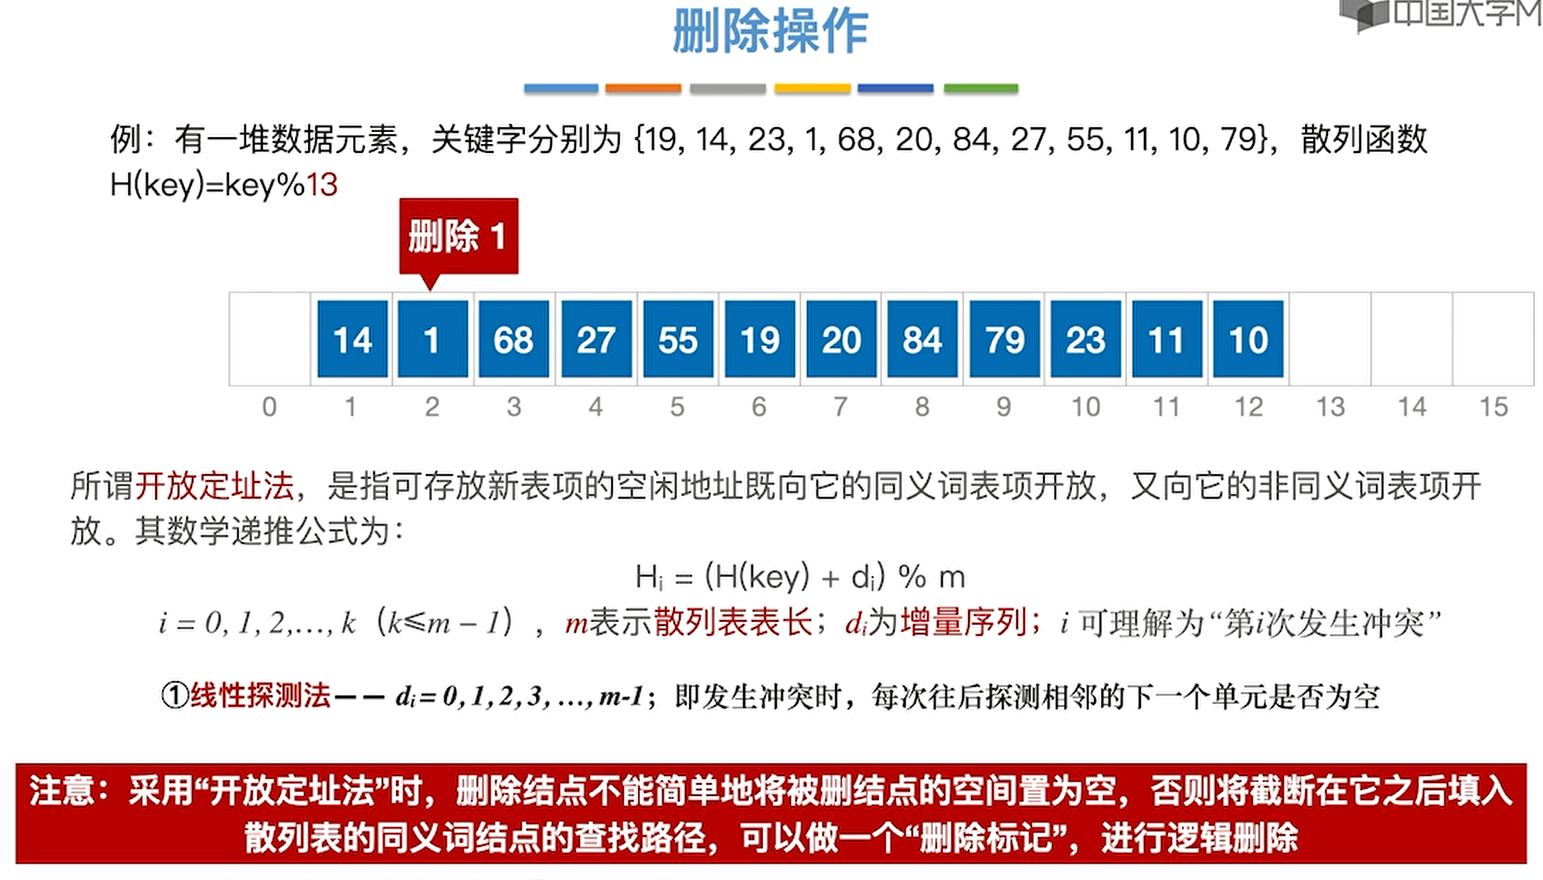 删除操作
中国大学M
例：有一堆数据元素，关键字分别为 {19, 14, 23, 1, 68, 20, 84, 27, 55, 11, 10, 79}，散列函数
H(key)=key%13
删除 1
14 1 68 27 55 19 20 84 79 23 11 10
0 1 2 3 4 5 6 7 8 9 10 11 12 13 14 15
所谓开放定址法，是指可存放新表项的空闲地址既向它的同义词表项开放，又向它的非同义词表项开
放。其数学递推公式为：
Hᵢ = (H(key) + dᵢ) % m
i = 0, 1, 2,…, k（k≤m – 1），m表示散列表表长；dᵢ为增量序列；i 可理解为“第i次发生冲突”
①线性探测法—— dᵢ = 0, 1, 2, 3, …, m-1；即发生冲突时，每次往后探测相邻的下一个单元是否为空
注意：采用“开放定址法”时，删除结点不能简单地将被删结点的空间置为空，否则将截断在它之后填入
散列表的同义词结点的查找路径，可以做一个“删除标记”，进行逻辑删除